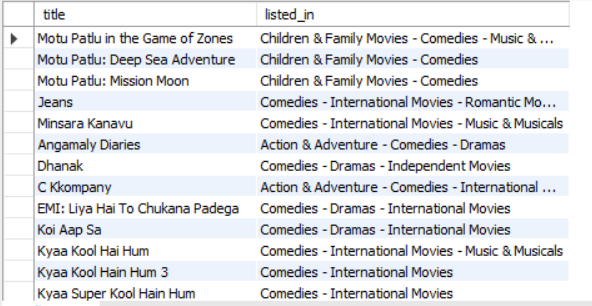 title listed_in
Motu Patlu in the Game of Zones Children & Family Movies - Comedies - Music & ...
Motu Patlu: Deep Sea Adventure Children & Family Movies - Comedies
Motu Patlu: Mission Moon Children & Family Movies - Comedies
Jeans Comedies - International Movies - Romantic Mo...
Minsara Kanavu Comedies - International Movies - Music & Musicals
Angamaly Diaries Action & Adventure - Comedies - Dramas
Dhanak Comedies - Dramas - Independent Movies
C Kkompany Action & Adventure - Comedies - International ...
EMI: Liya Hai To Chukana Padega Comedies - Dramas - International Movies
Koi Aap Sa Comedies - Dramas - International Movies
Kyaa Kool Hai Hum Comedies - International Movies - Music & Musicals
Kyaa Kool Hain Hum 3 Comedies - International Movies
Kyaa Super Kool Hain Hum Comedies - International Movies